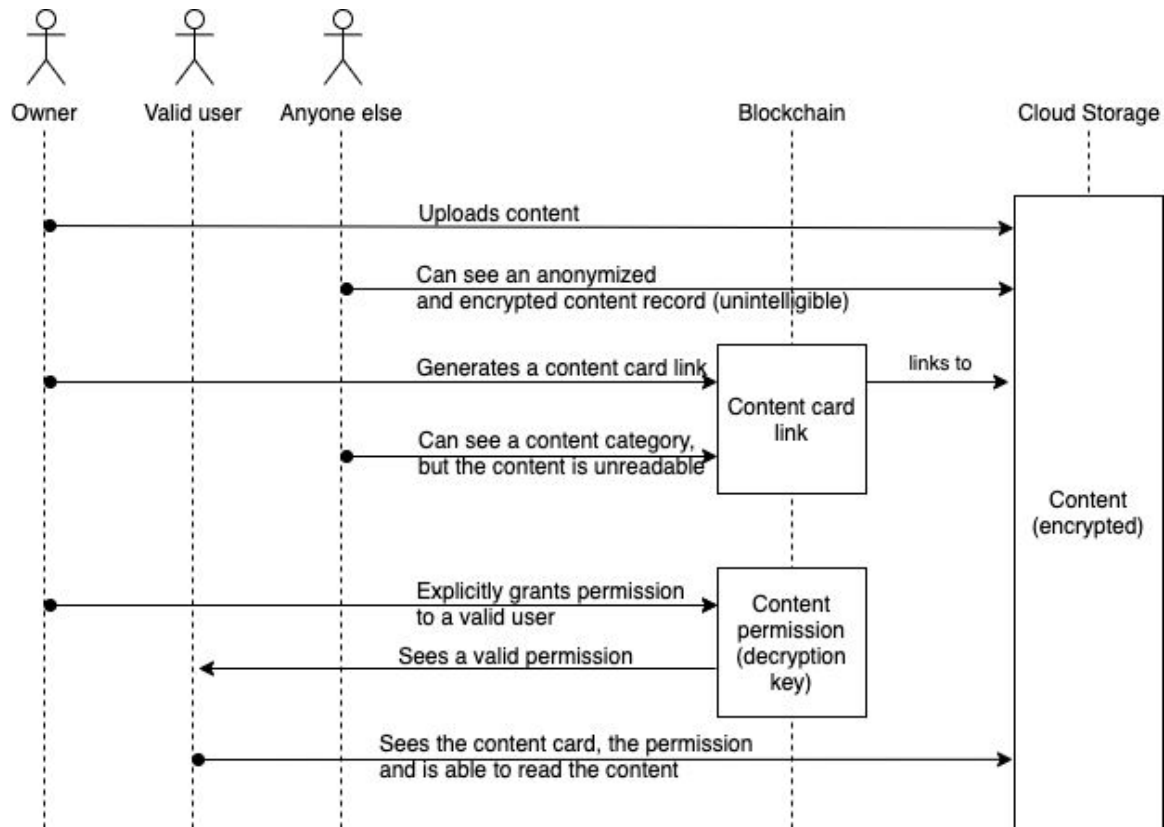 Owner
Valid user
Anyone else
Blockchain
Cloud Storage
Uploads content
Can see an anonymized
and encrypted content record (unintelligible)
Generates a content card link
links to
Content card
link
Can see a content category,
but the content is unreadable
Content
(encrypted)
Explicitly grants permission
to a valid user
Content
permission
(decryption
key)
Sees a valid permission
Sees the content card, the permission
and is able to read the content